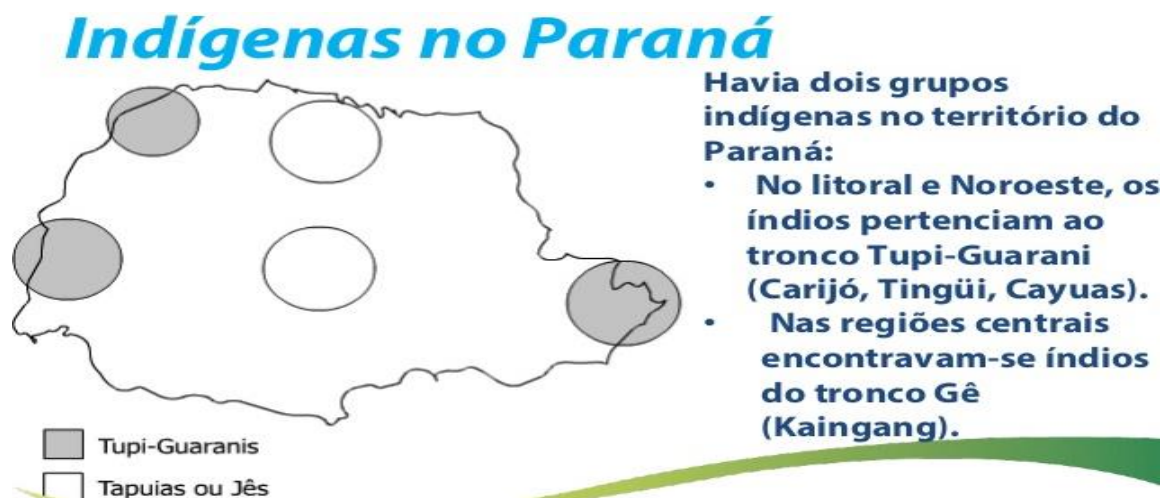 Indígenas no Paraná
Havia dois grupos
indígenas no território do
Paraná:
• No litoral e Noroeste, os
índios pertenciam ao
tronco Tupi-Guarani
(Carijó, Tingüi, Cayuas).
• Nas regiões centrais
encontravam-se índios
do tronco Gê
(Kaingang).
Tupi-Guaranis
Tapuias ou Jês